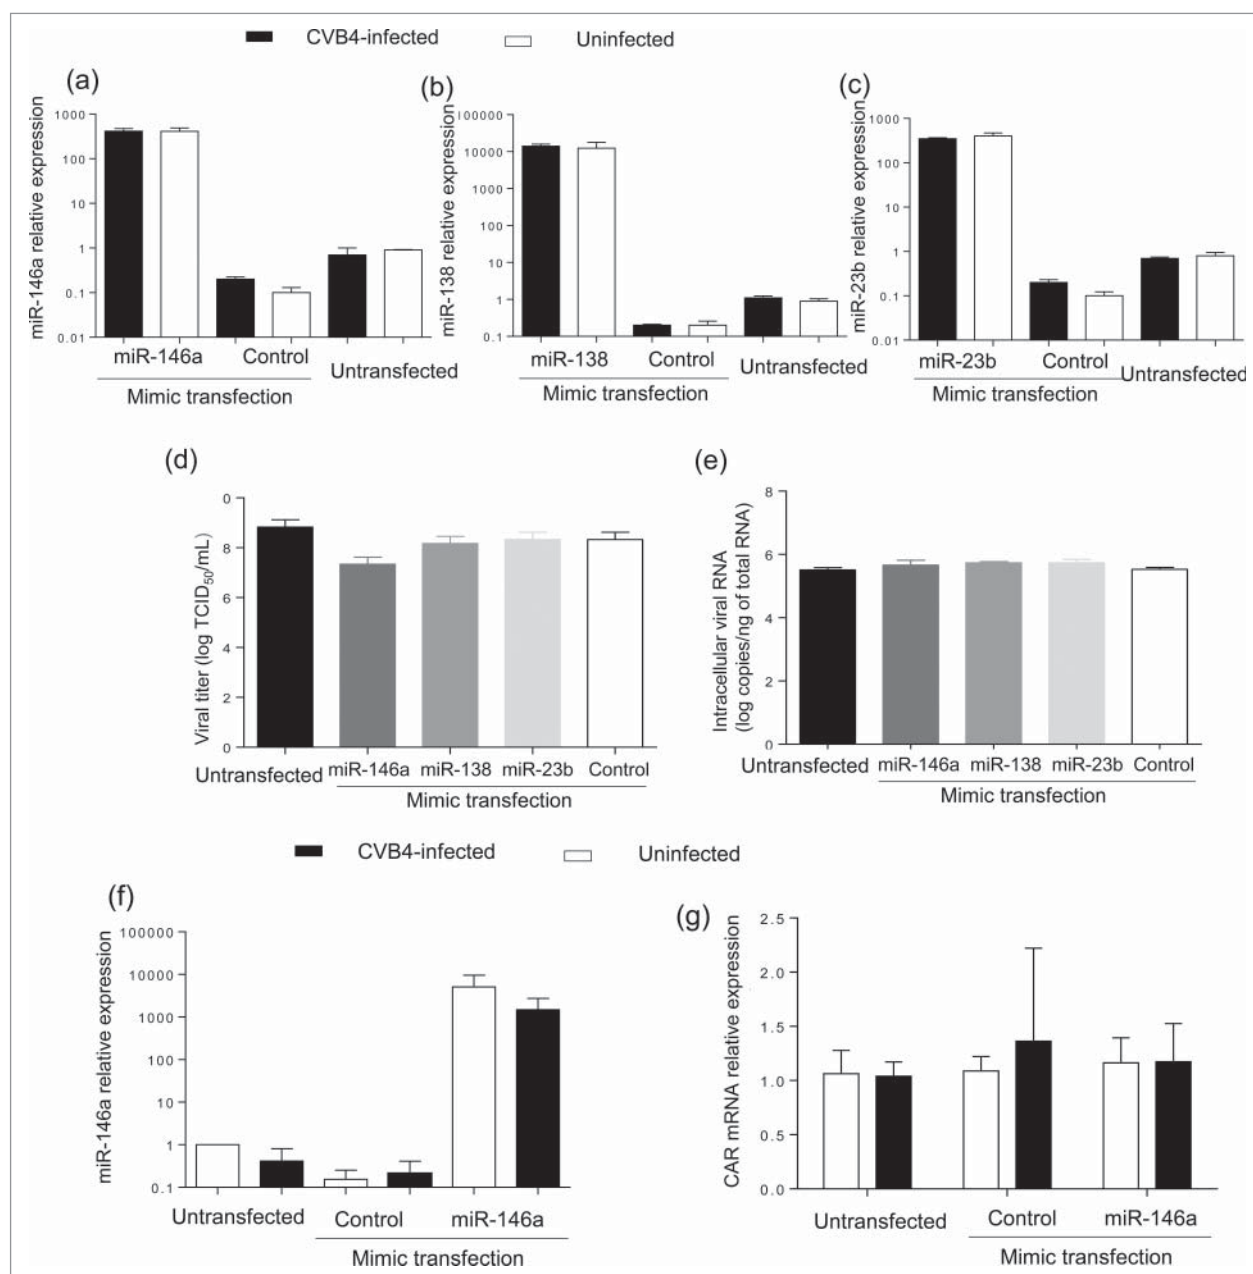 CVB4-infected Uninfected
(a)
miR-146a relative expression
1000
100
10
1
0.1
0.01
miR-146a Control Untransfected
Mimic transfection
(b)
miR-138 relative expression
100000
10000
1000
100
10
1
0.1
miR-138 Control Untransfected
Mimic transfection
(c)
miR-23b relative expression
1000
100
10
1
0.1
0.01
miR-23b Control Untransfected
Mimic transfection
(d)
Viral titer (log TCID50/mL)
0
8
6
4
2
0
Untransfected miR-146a miR-138 miR-23b Control
Mimic transfection
(e)
Intracellular viral RNA
(log copies/ng of total RNA)
8
6
4
2
0
Untransfected miR-146a miR-138 miR-23b Control
Mimic transfection
CVB4-infected Uninfected
(f)
miR-146a relative expression
100000
10000
1000
100
10
1
0.1
Untransfected Control miR-146a
Mimic transfection
(g)
CAR mRNA relative expression
2.5
2.0
1.5
1.0
0.5
0.0
Untransfected Control miR-146a
Mimic transfection